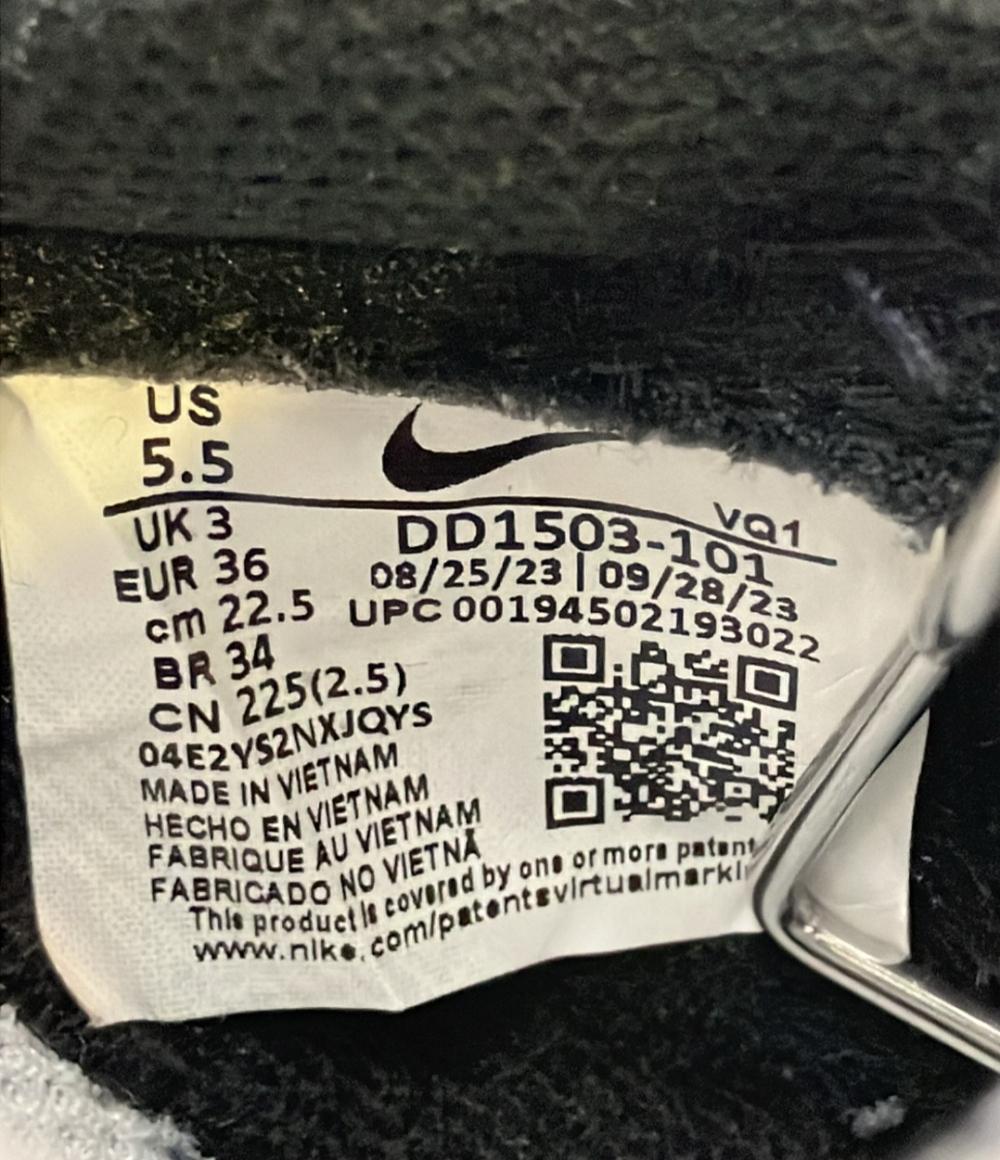 US
5.5
UK 3
EUR 36
cm 22.5
BR 34
CN 225(2.5)
VQ1
DD1503-101
08/25/23 | 09/28/23
UPC 00194502193022
04E2YS2NXJQYS
MADE IN VIETNAM
HECHO EN VIETNAM
FABRIQUE AU VIETNAM
FABRICADO NO VIETNÃ
This product is covered by one or more patent
www.nike.com/patentsvirtualmarki